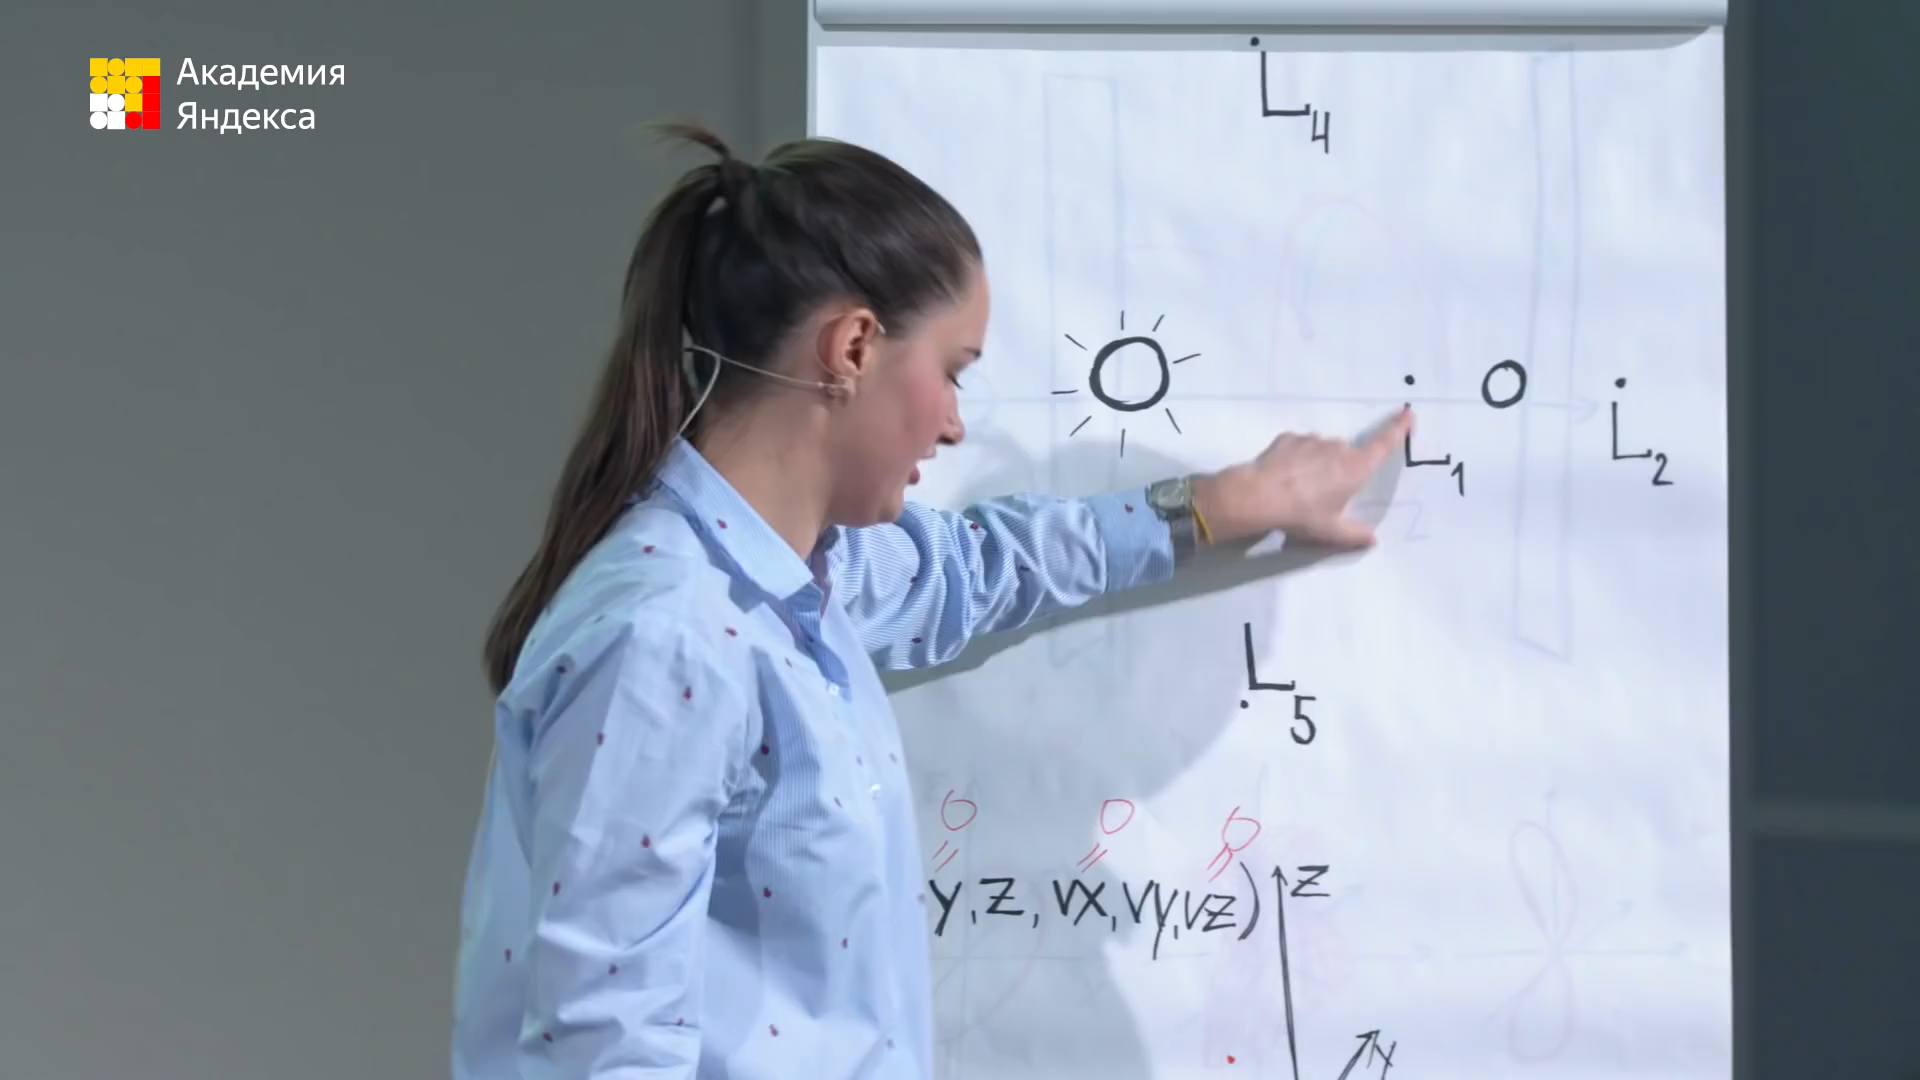 Академия
Яндекса
L4
L1
L2
L5
O O O
Y, Z, VX, VY, VZ) Z
Y